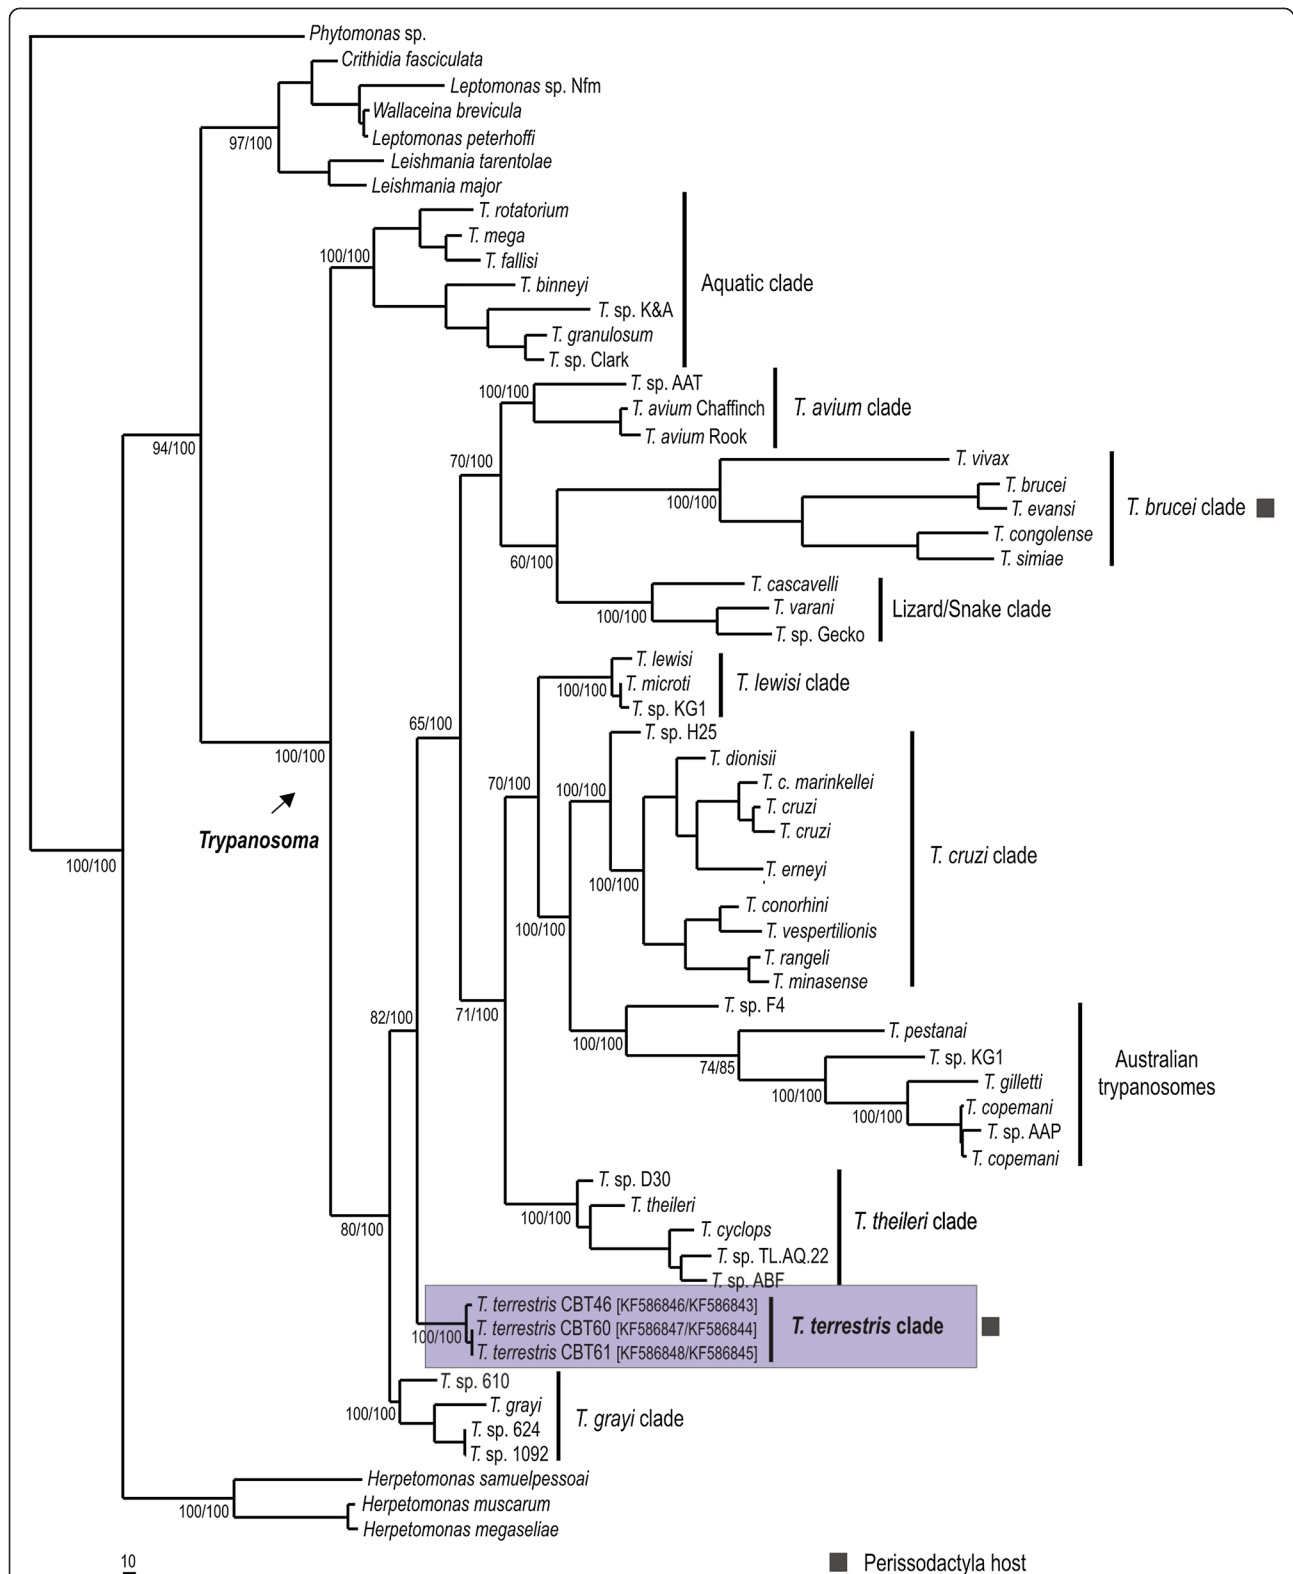 Phytomonas sp.
Crithidia fasciculata
Leptomonas sp. Nfm
Wallaceina brevicula
97/100
Leptomonas peterhoffi
Leishmania tarentolae
Leishmania major
T. rotatorium
T. mega
100/100
T. fallisi
T. binneyi
Aquatic clade
T. sp. K&A
T. granulosum
T. sp. Clark
T. sp. AAT
100/100
T. avium Chaffinch
T. avium clade
T. avium Rook
94/100
70/100
T. vivax
T. brucei
100/100
T. evansi
T. brucei clade
T. congolense
T. simiae
60/100
T. cascavelli
T. varani
Lizard/Snake clade
100/100
T. sp. Gecko
T. lewisi
T. microti
T. lewisi clade
100/100
T. sp. KG1
65/100
T. sp. H25
100/100
T. dionisii
T. c. marinkellei
70/100
100/100
T. cruzi
T. cruzi
Trypanosoma
T. cruzi clade
100/100
T. erneyi
100/100
T. conorhini
T. vespertilionis
100/100
T. rangeli
T. minasense
T. sp. F4
82/100
71/100
T. pestanai
100/100
T. sp. KG1
74/85
Australian
trypanosomes
T. gilletti
100/100
T. copemani
100/100
T. sp. AAP
T. copemani
T. sp. D30
T. theileri
100/100
80/100
T. cyclops
T. theileri clade
T. sp. TL.AQ.22
T. sp. ABF
T. terrestris CBT46 [KF586846/KF586843]
T. terrestris CBT60 [KF586847/KF586844]
T. terrestris clade
100/100
T. terrestris CBT61 [KF586848/KF586845]
T. sp. 610
T. grayi
100/100
T. grayi clade
T. sp. 624
T. sp. 1092
Herpetomonas samuelpessoai
100/100
Herpetomonas muscarum
Herpetomonas megaseliae
10
Perissodactyla host